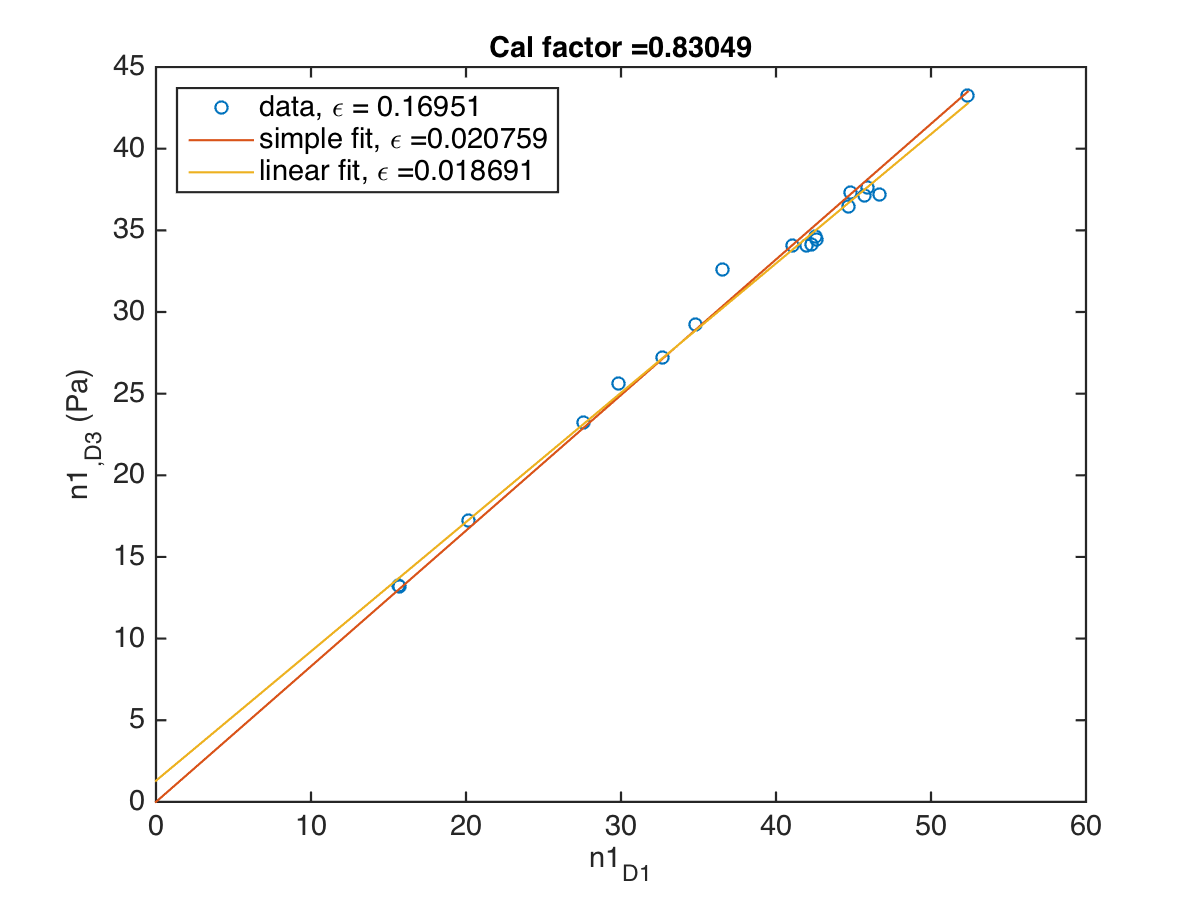 Cal factor =0.83049
data, ϵ = 0.16951
simple fit, ϵ =0.020759
linear fit, ϵ =0.018691
45
40
35
30
25
20
15
10
5
0
n1,D3 (Pa)
0 10 20 30 40 50 60
n1D1